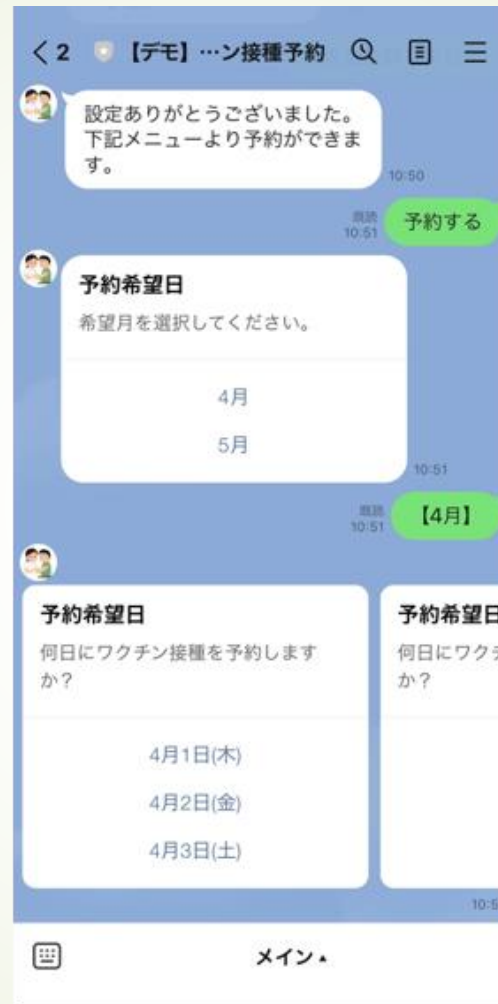 2 【デモ】…ン接種予約
設定ありがとうございました。
下記メニューより予約ができま
す。
10:50
既読
10:51
予約する
予約希望日
希望月を選択してください。
4月
5月
10:51
既読
10:51
【4月】
予約希望日
何日にワクチン接種を予約します
か？
4月1日(木)
4月2日(金)
4月3日(土)
予約希望日
何日にワクチ
か？
メイン